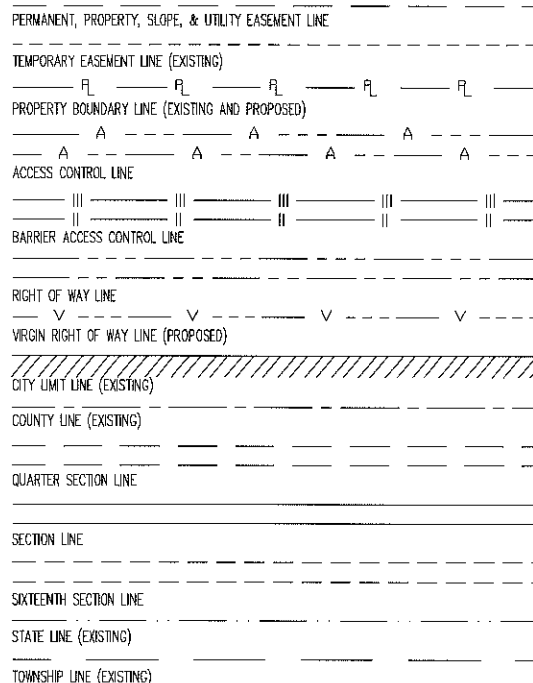 PERMANENT, PROPERTY, SLOPE, & UTILITY EASEMENT LINE
TEMPORARY EASEMENT LINE (EXISTING)
PL PL PL PL PL
PROPERTY BOUNDARY LINE (EXISTING AND PROPOSED)
A A A
A A A A
ACCESS CONTROL LINE
||| ||| ||| ||| |||
|| || || || ||
BARRIER ACCESS CONTROL LINE
RIGHT OF WAY LINE
V V V V
VIRGIN RIGHT OF WAY LINE (PROPOSED)
CITY LIMIT LINE (EXISTING)
COUNTY LINE (EXISTING)
QUARTER SECTION LINE
SECTION LINE
SIXTEENTH SECTION LINE
STATE LINE (EXISTING)
TOWNSHIP LINE (EXISTING)